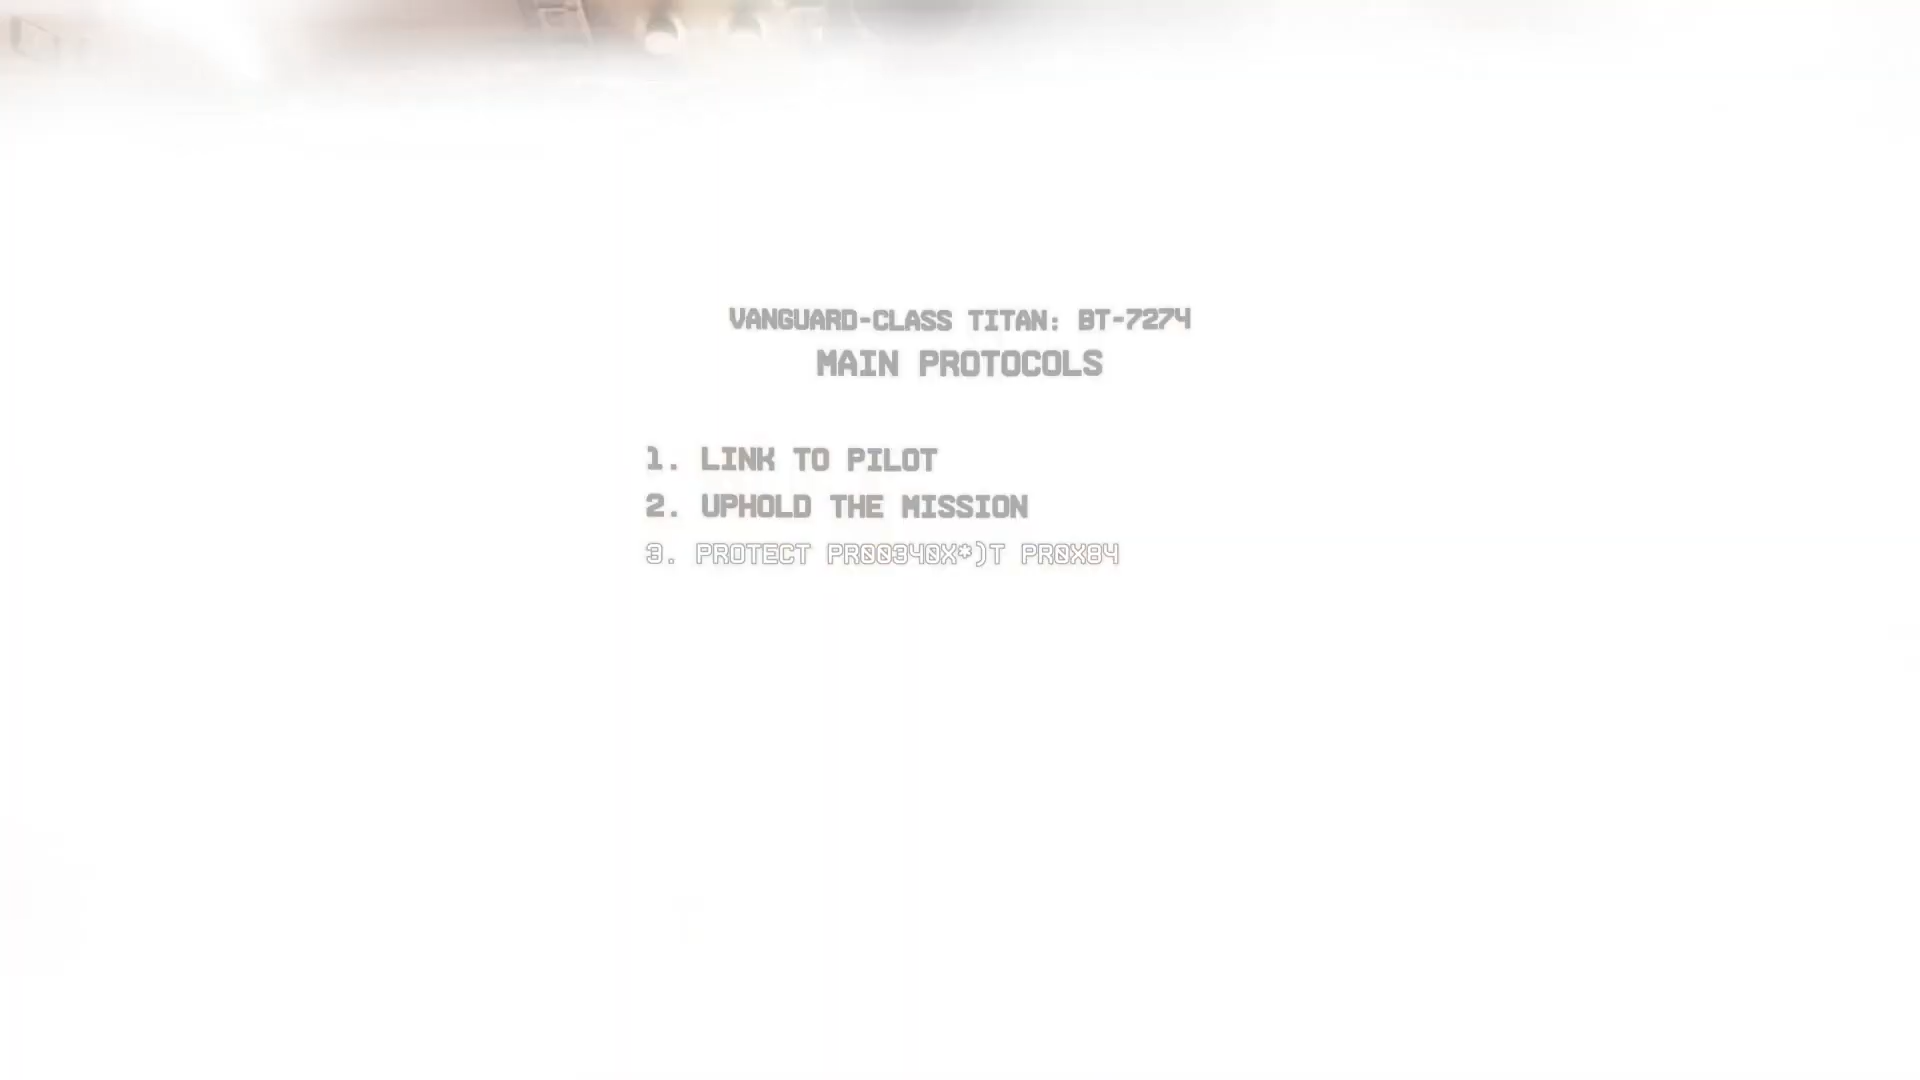 VANGUARD-CLASS TITAN: BT-7274
MAIN PROTOCOLS
1. LINK TO PILOT
2. UPHOLD THE MISSION
3. PROTECT PR00340X*)T PR0X84